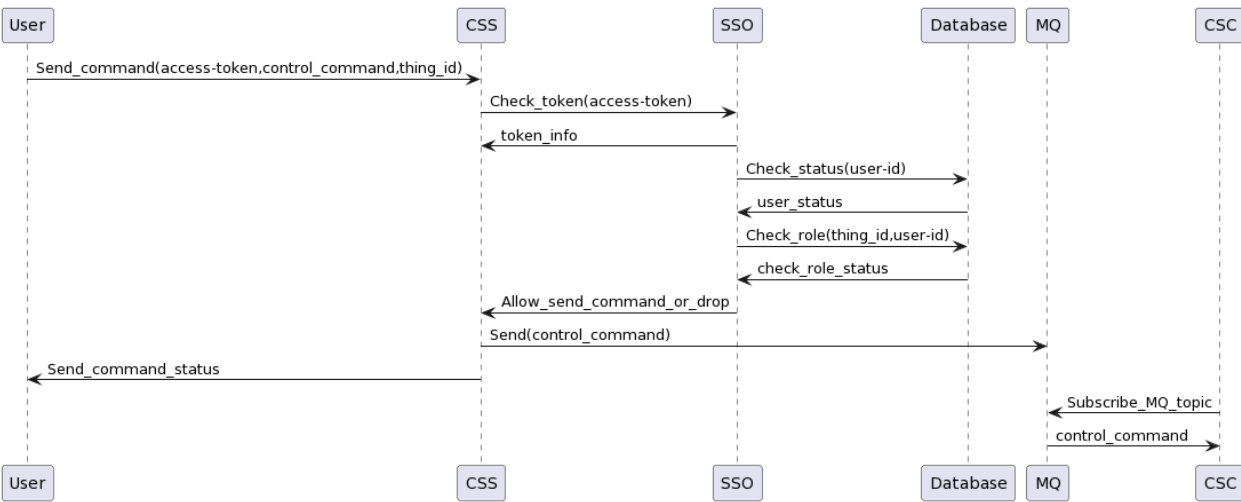 User CSS SSO Database MQ CSC
Send_command(access-token,control_command,thing_id)
Check_token(access-token)
token_info
Check_status(user-id)
user_status
Check_role(thing_id,user-id)
check_role_status
Allow_send_command_or_drop
Send(control_command)
Send_command_status
Subscribe_MQ_topic
control_command
User CSS SSO Database MQ CSC